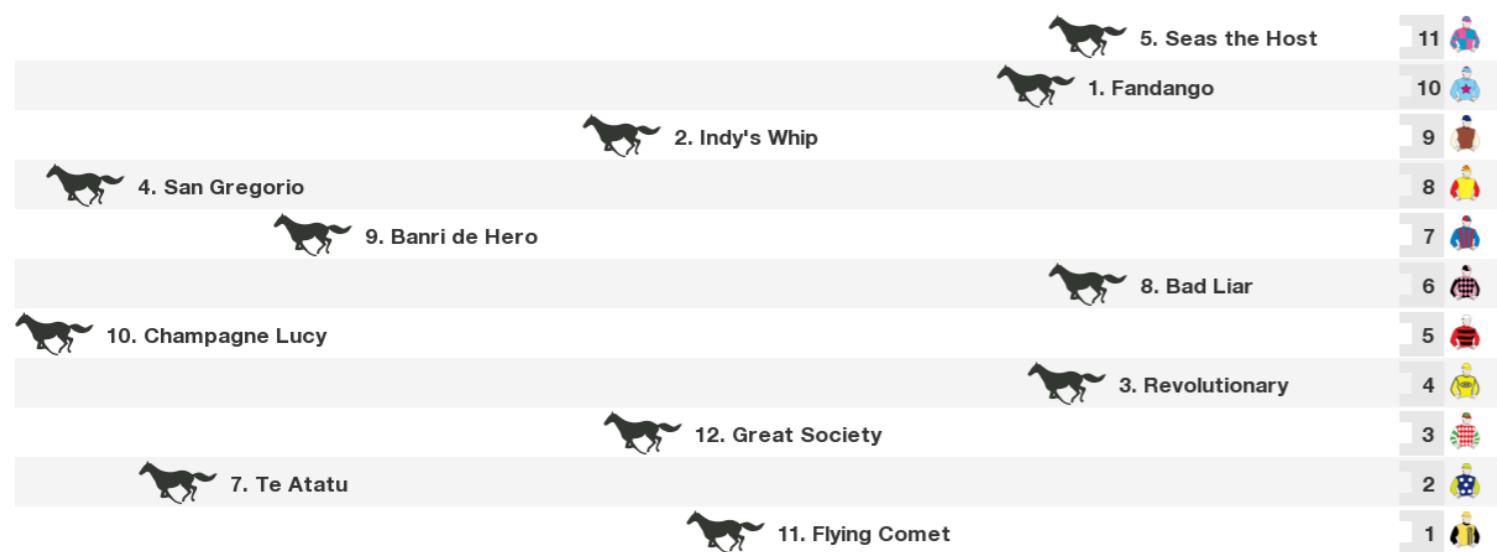 5. Seas the Host 11
1. Fandango 10
2. Indy's Whip 9
4. San Gregorio 8
9. Banri de Hero 7
8. Bad Liar 6
10. Champagne Lucy 5
3. Revolutionary 4
12. Great Society 3
7. Te Atatu 2
11. Flying Comet 1